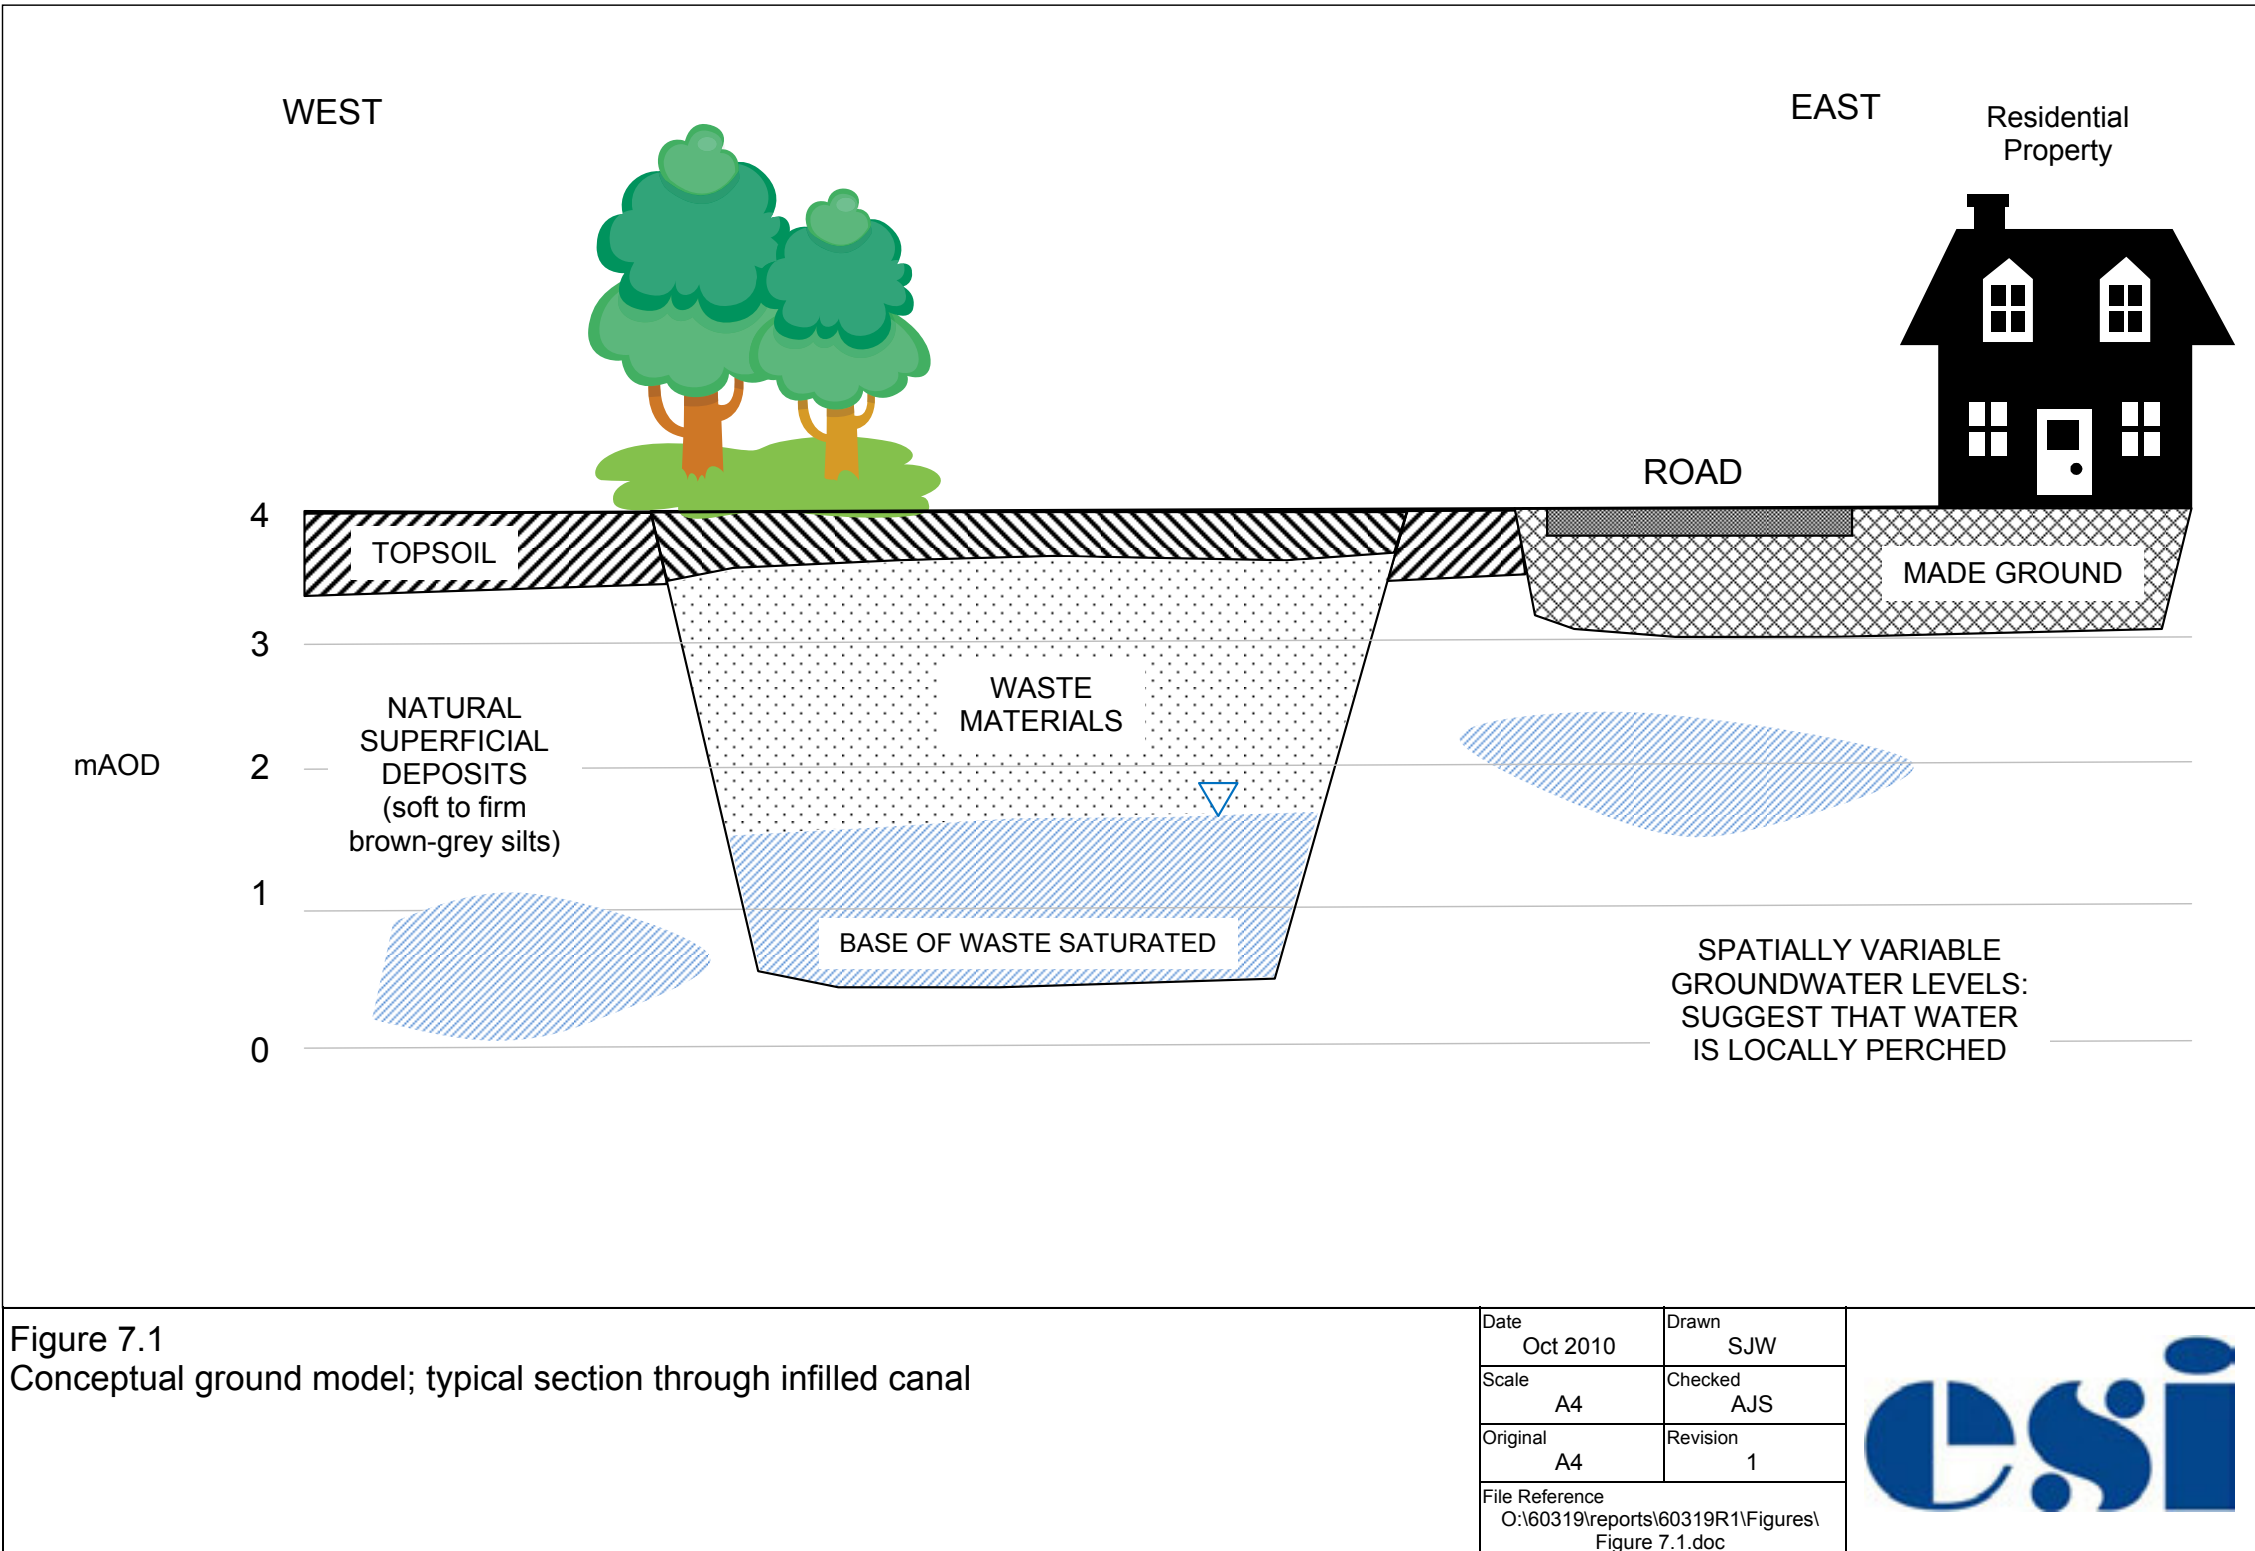 WEST
EAST
Residential
Property
ROAD
4
TOPSOIL
MADE GROUND
3
WASTE
MATERIALS
NATURAL
SUPERFICIAL
DEPOSITS
(soft to firm
brown-grey silts)
mAOD
2
1
BASE OF WASTE SATURATED
SPATIALLY VARIABLE
GROUNDWATER LEVELS:
SUGGEST THAT WATER
IS LOCALLY PERCHED
0
Figure 7.1
Conceptual ground model; typical section through infilled canal
Date
Oct 2010
Drawn
SJW
Scale
A4
Checked
AJS
Original
A4
Revision
1
File Reference
O:\60319\reports\60319R1\Figures\
Figure 7.1.doc
esi